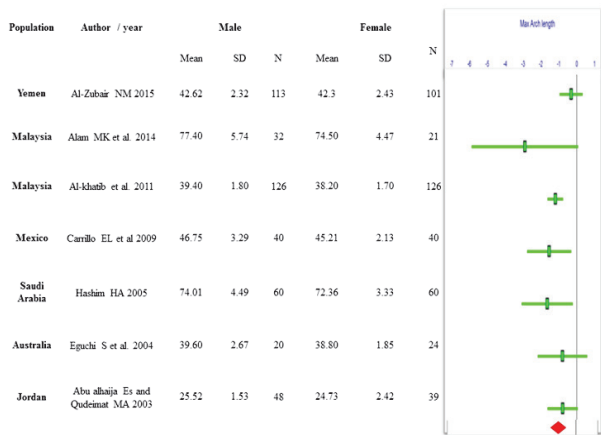 Population Author / year Male Female Max Arch length
Mean SD N Mean SD N
-7 -6 -5 -4 -3 -2 -1 0 1
Yemen Al-Zubair NM 2015 42.62 2.32 113 42.3 2.43 101
Malaysia Alam MK et al. 2014 77.40 5.74 32 74.50 4.47 21
Malaysia Al-khatib et al. 2011 39.40 1.80 126 38.20 1.70 126
Mexico Carrillo EL et al 2009 46.75 3.29 40 45.21 2.13 40
Saudi
Arabia Hashim HA 2005 74.01 4.49 60 72.36 3.33 60
Australia Eguchi S et al. 2004 39.60 2.67 20 38.80 1.85 24
Jordan Abu alhaija Es and
Qudeimat MA 2003 25.52 1.53 48 24.73 2.42 39